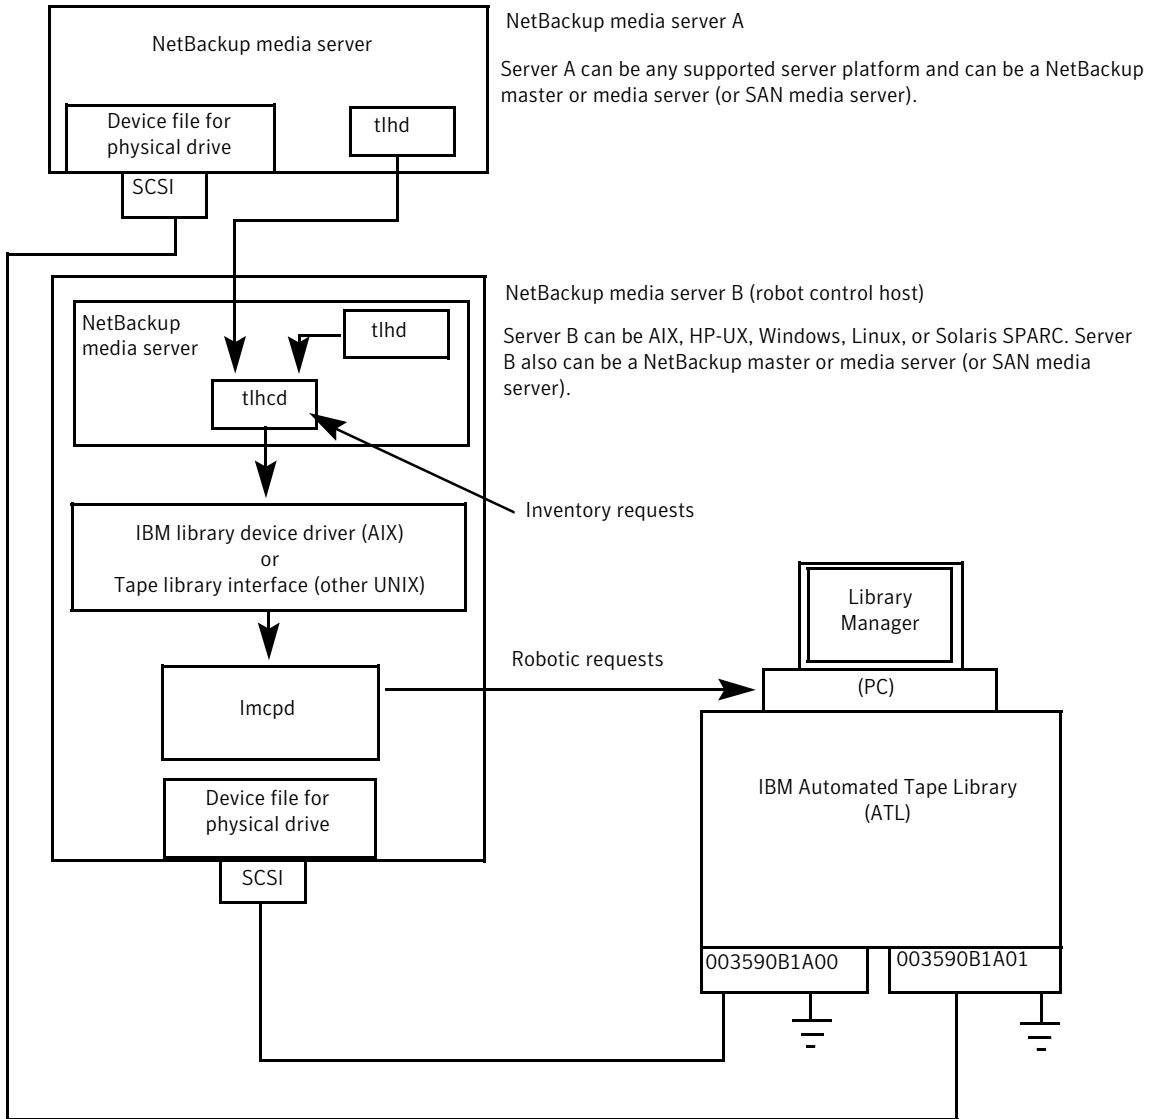 NetBackup media server A
NetBackup media server
Server A can be any supported server platform and can be a NetBackup
master or media server (or SAN media server).
Device file for
physical drive
tlhd
SCSI
NetBackup media server B (robot control host)
NetBackup
media server
tlhd
Server B can be AIX, HP-UX, Windows, Linux, or Solaris SPARC. Server
B also can be a NetBackup master or media server (or SAN media
server).
tlhcd
Inventory requests
IBM library device driver (AIX)
or
Tape library interface (other UNIX)
Library
Manager
Robotic requests
(PC)
lmcpd
IBM Automated Tape Library
(ATL)
Device file for
physical drive
SCSI
003590B1A00
003590B1A01